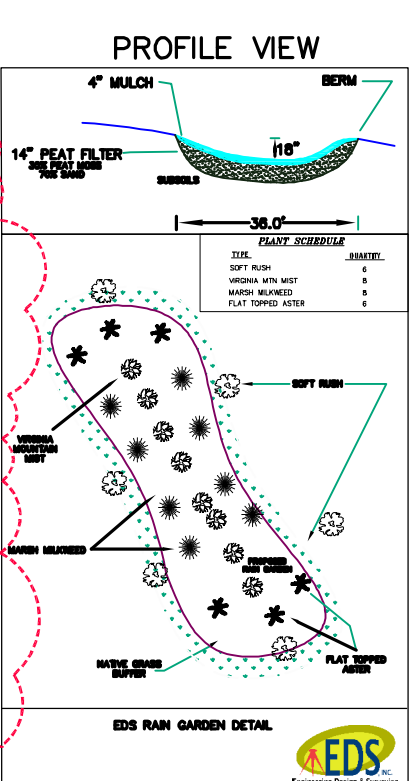 PROFILE VIEW
4" MULCH
BERM
18"
14" PEAT FILTER
30% PEAT MOSS
70% SAND
SUBSOILS
36.0'
PLANT SCHEDULE
TYPE QUANTITY
SOFT RUSH 6
VIRGINIA MTN MIST 8
MARSH MILKWEED 8
FLAT TOPPED ASTER 6
SOFT RUSH
VIRGINIA
MOUNTAIN
MIST
MARSH MILKWEED
PROPOSED
RAIN GARDEN
NATIVE GRASS
BUFFER
FLAT TOPPED
ASTER
EDS RAIN GARDEN DETAIL
EDS INC.
Engineering Design & Surveying